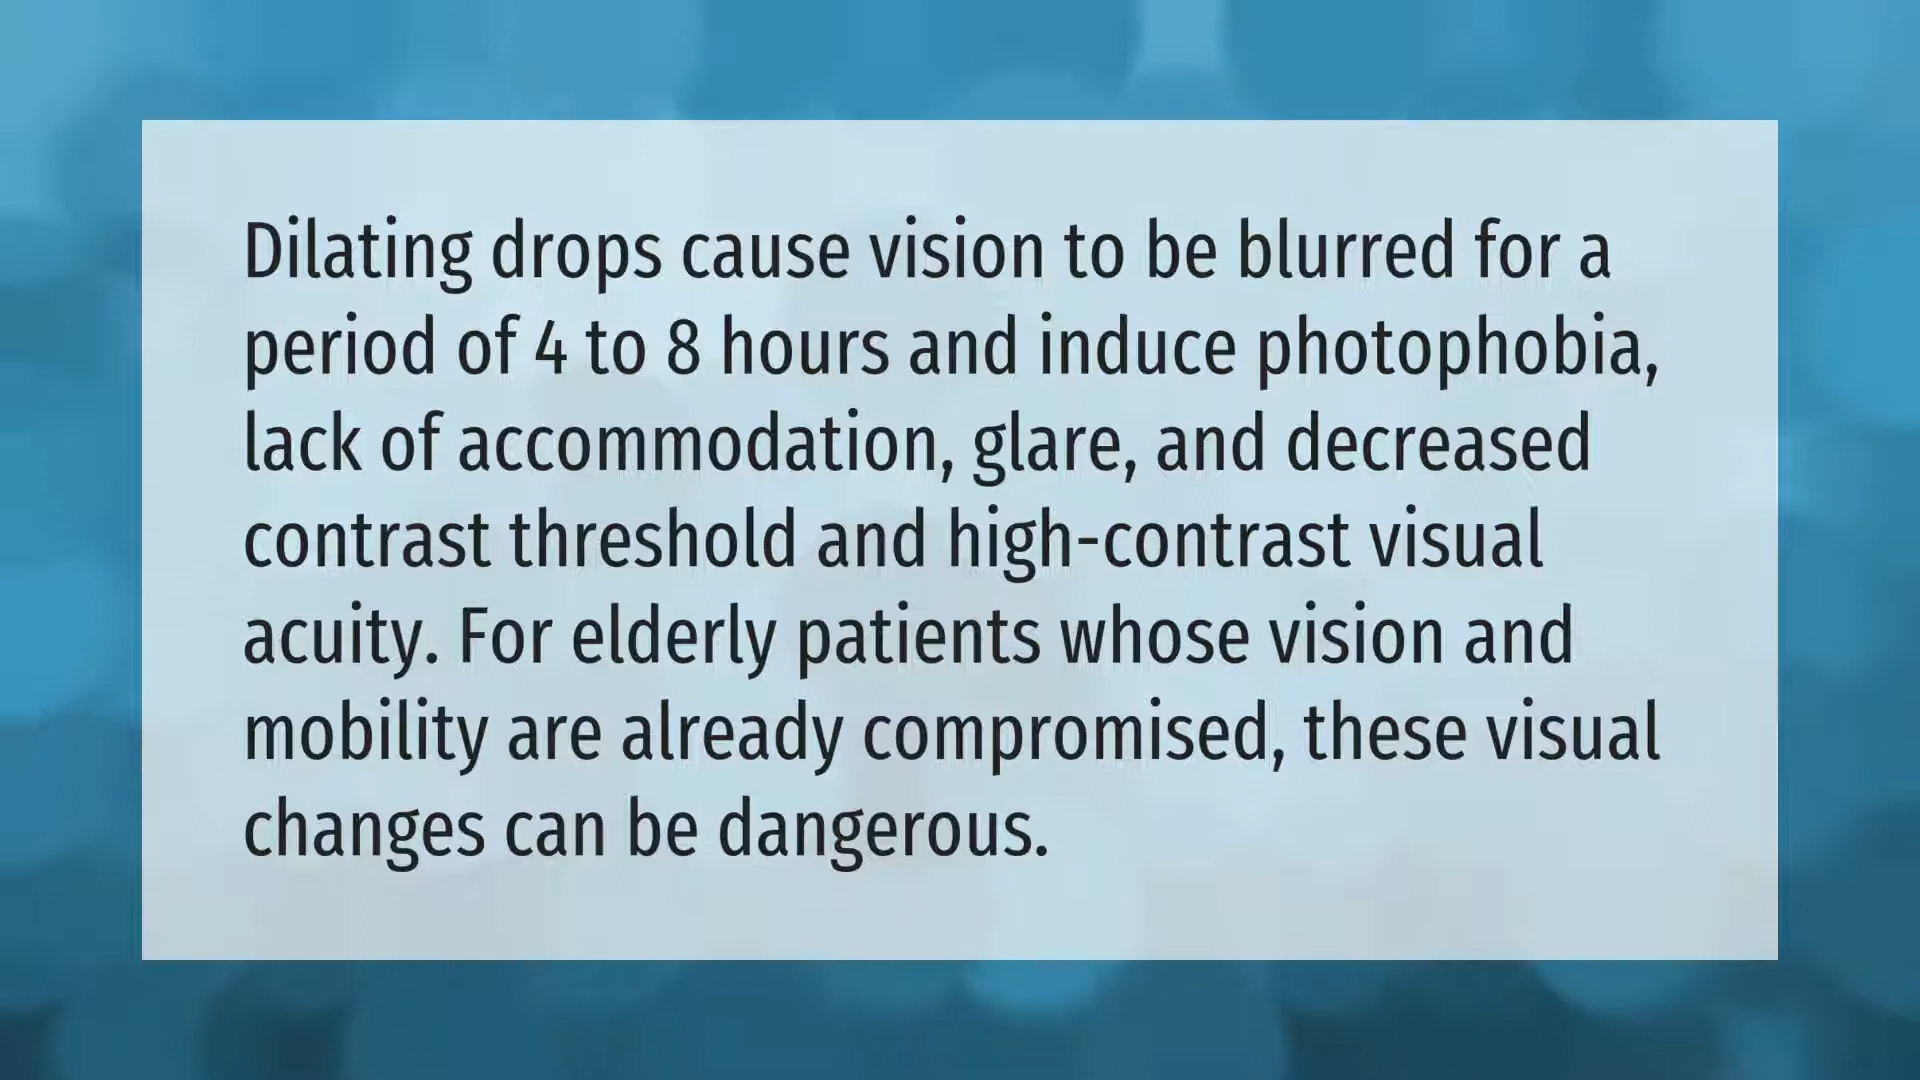 Dilating drops cause vision to be blurred for a
period of 4 to 8 hours and induce photophobia,
lack of accommodation, glare, and decreased
contrast threshold and high-contrast visual
acuity. For elderly patients whose vision and
mobility are already compromised, these visual
changes can be dangerous.